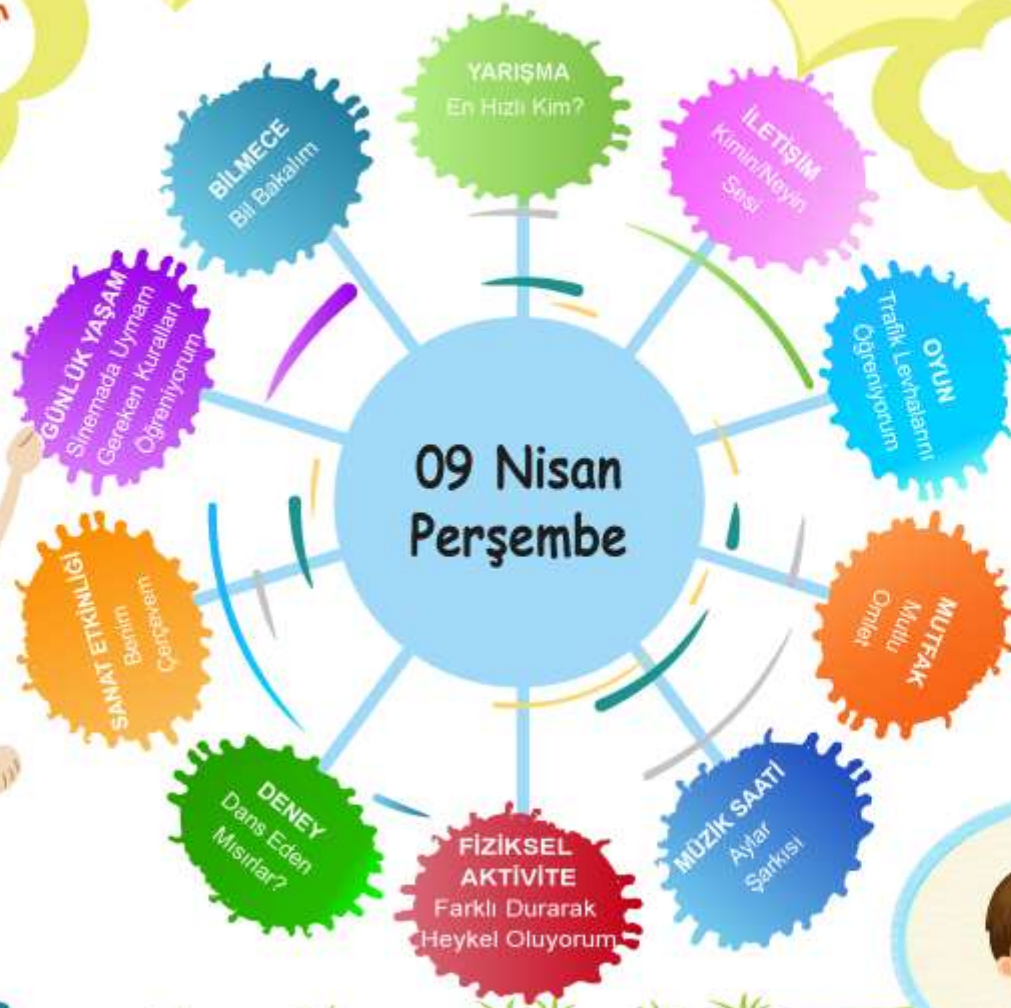 09 Nisan
Perşembe
YARIŞMA
En Hızlı Kim?
İLETİŞİM
Kimin/Neyin
Sesi
OYUN
Trafik Levhalarını
Öğreniyorum
MUTFAK
Mutlu
Omlet
MÜZİK SAATİ
Aylar
Şarkısı
FİZİKSEL
AKTİVİTE
Farklı Durarak
Heykel Oluyorum
DENEY
Dans Eden
Mısırlar?
SANAT ETKİNLİĞİ
Benim
Çerçevem
GÜNLÜK YAŞAM
Sinemada Uymam
Gereken Kuralları
Öğreniyorum
BİLMECE
Bil Bakalım